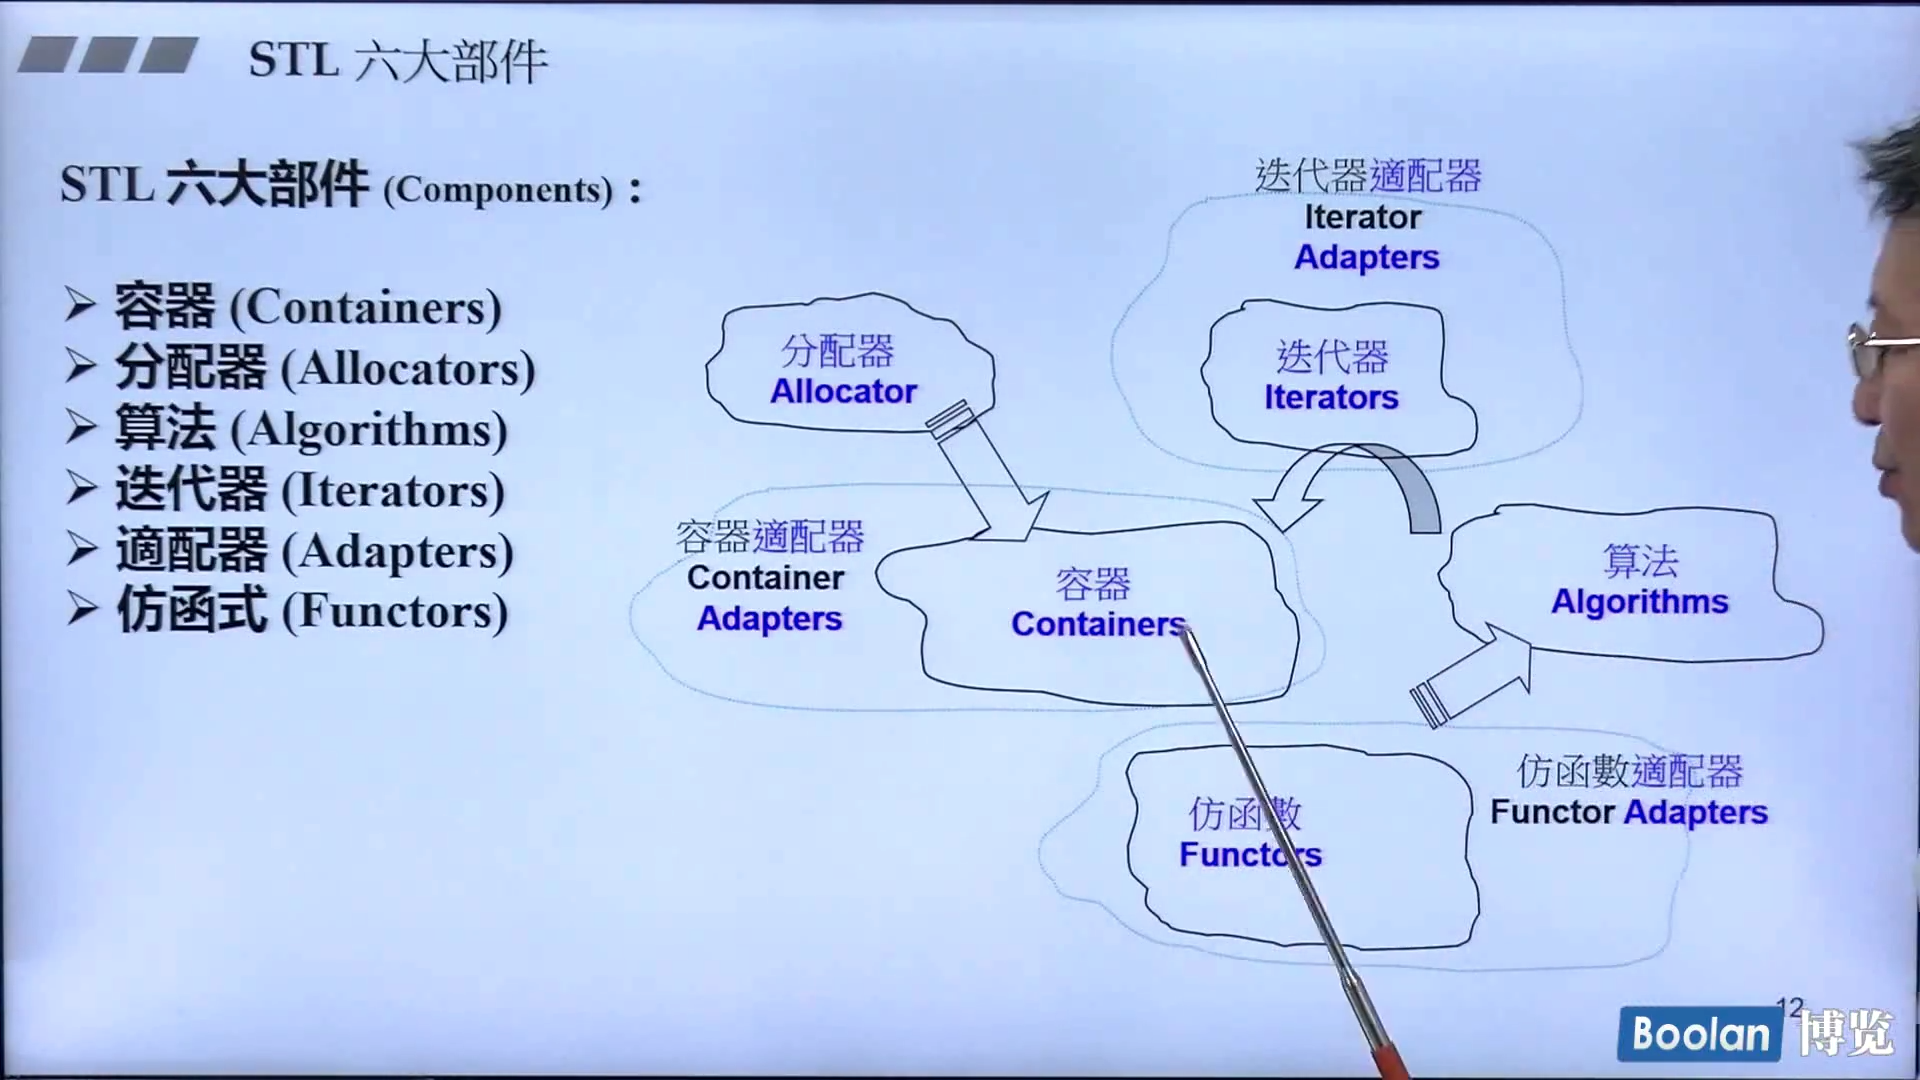 STL 六大部件
STL 六大部件 (Components)：
容器 (Containers)
分配器 (Allocators)
算法 (Algorithms)
迭代器 (Iterators)
適配器 (Adapters)
仿函式 (Functors)
迭代器適配器
Iterator
Adapters
分配器
Allocator
迭代器
Iterators
容器適配器
Container
Adapters
容器
Containers
算法
Algorithms
仿函數
Functors
仿函數適配器
Functor Adapters
12
Boolan 博览